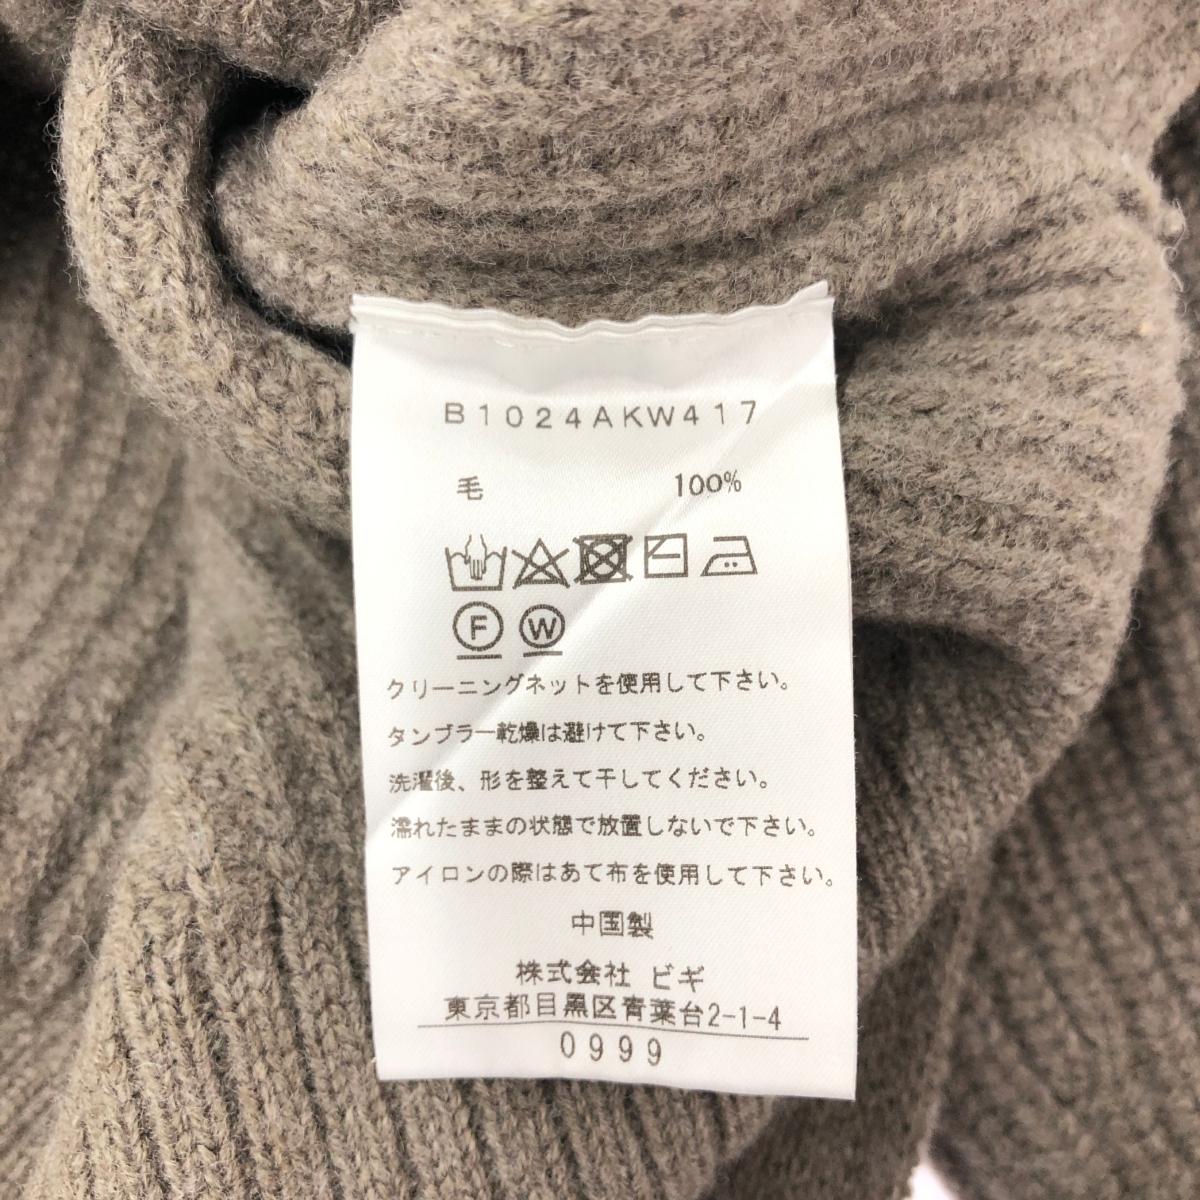 B1024AKW417
毛 100%
F W
クリーニングネットを使用して下さい。
タンブラー乾燥は避けて下さい。
洗濯後、形を整えて干してください。
濡れたままの状態で放置しないで下さい。
アイロンの際はあて布を使用して下さい。
中国製
株式会社 ビギ
東京都目黒区青葉台2-1-4
0999